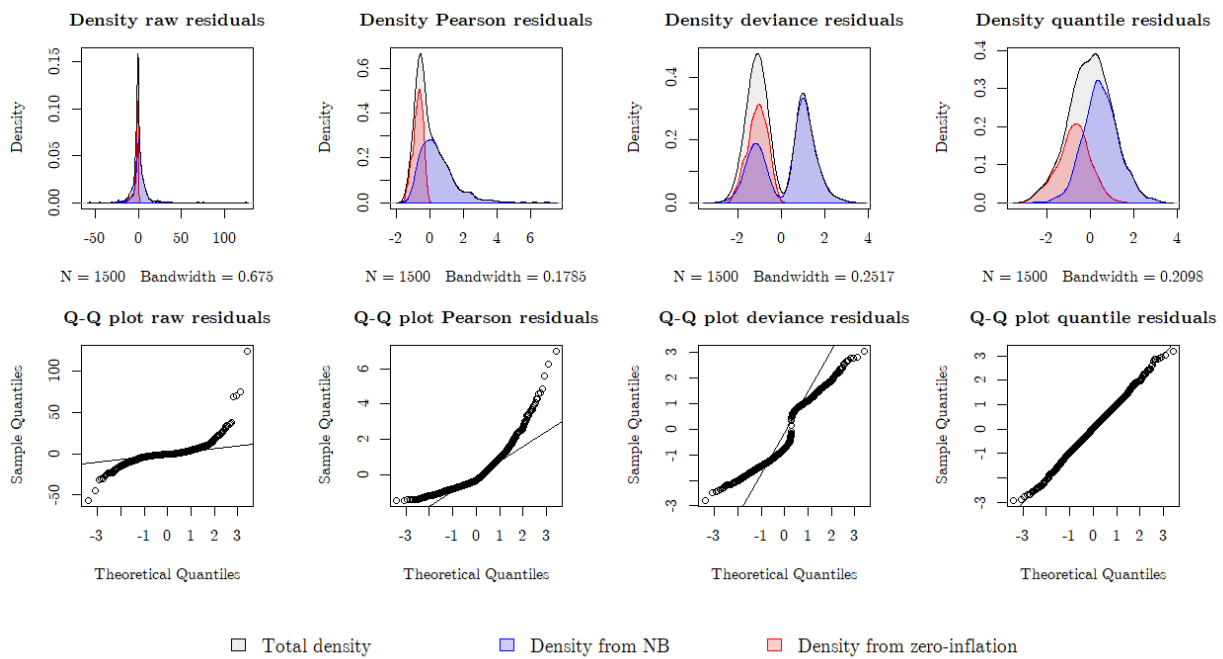 Density raw residuals
Density Pearson residuals
Density deviance residuals
Density quantile residuals
Density
0.00 0.05 0.10 0.15
-50 0 50 100
N = 1500 Bandwidth = 0.675
Density
0.0 0.2 0.4 0.6
-2 0 2 4 6
N = 1500 Bandwidth = 0.1785
Density
0.0 0.2 0.4
-2 0 2 4
N = 1500 Bandwidth = 0.2517
Density
0.0 0.1 0.2 0.3 0.4
-2 0 2 4
N = 1500 Bandwidth = 0.2098
Q-Q plot raw residuals
Q-Q plot Pearson residuals
Q-Q plot deviance residuals
Q-Q plot quantile residuals
Sample Quantiles
-50 0 50 100
-3 -1 0 1 2 3
Theoretical Quantiles
Sample Quantiles
0 2 4 6
-3 -1 0 1 2 3
Theoretical Quantiles
Sample Quantiles
-3 -1 0 1 2 3
-3 -1 0 1 2 3
Theoretical Quantiles
Sample Quantiles
-3 -1 0 1 2 3
-3 -1 0 1 2 3
Theoretical Quantiles
Total density
Density from NB
Density from zero-inflation